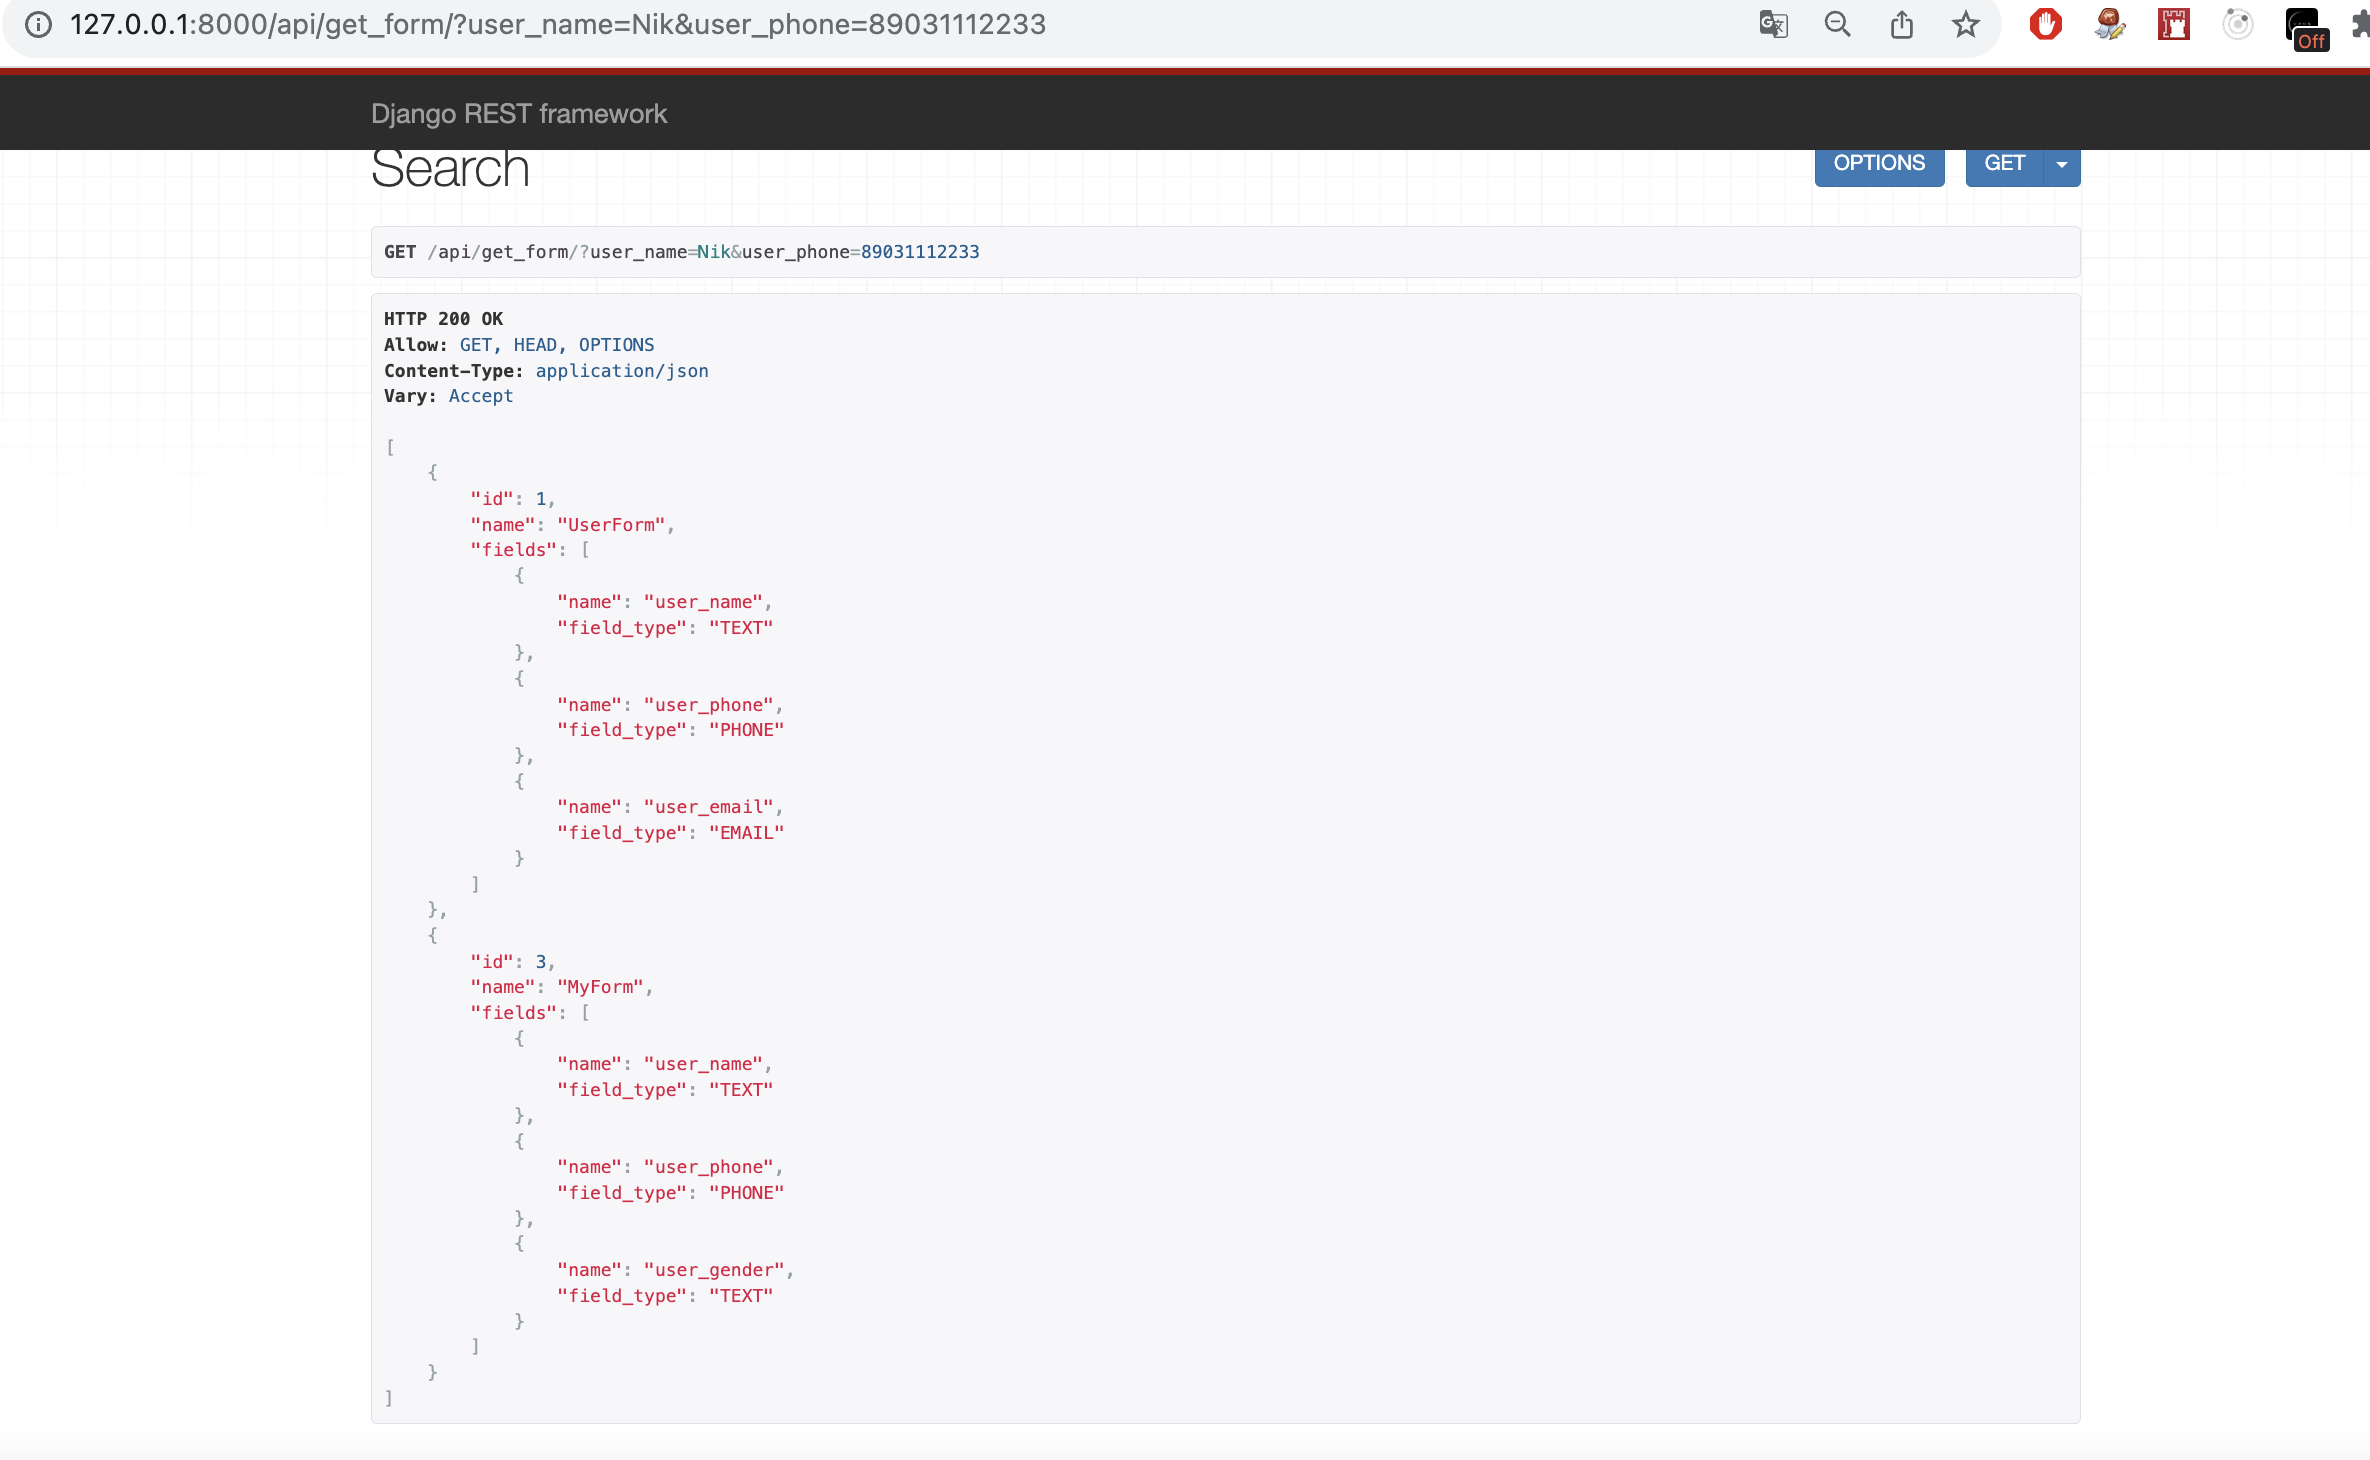 127.0.0.1:8000/api/get_form/?user_name=Nik&user_phone=89031112233
Off
Django REST framework
Search
OPTIONS
GET
GET /api/get_form/?user_name=Nik&user_phone=89031112233
HTTP 200 OK
Allow: GET, HEAD, OPTIONS
Content-Type: application/json
Vary: Accept
[
    {
        "id": 1,
        "name": "UserForm",
        "fields": [
            {
                "name": "user_name",
                "field_type": "TEXT"
            },
            {
                "name": "user_phone",
                "field_type": "PHONE"
            },
            {
                "name": "user_email",
                "field_type": "EMAIL"
            }
        ]
    },
    {
        "id": 3,
        "name": "MyForm",
        "fields": [
            {
                "name": "user_name",
                "field_type": "TEXT"
            },
            {
                "name": "user_phone",
                "field_type": "PHONE"
            },
            {
                "name": "user_gender",
                "field_type": "TEXT"
            }
        ]
    }
]